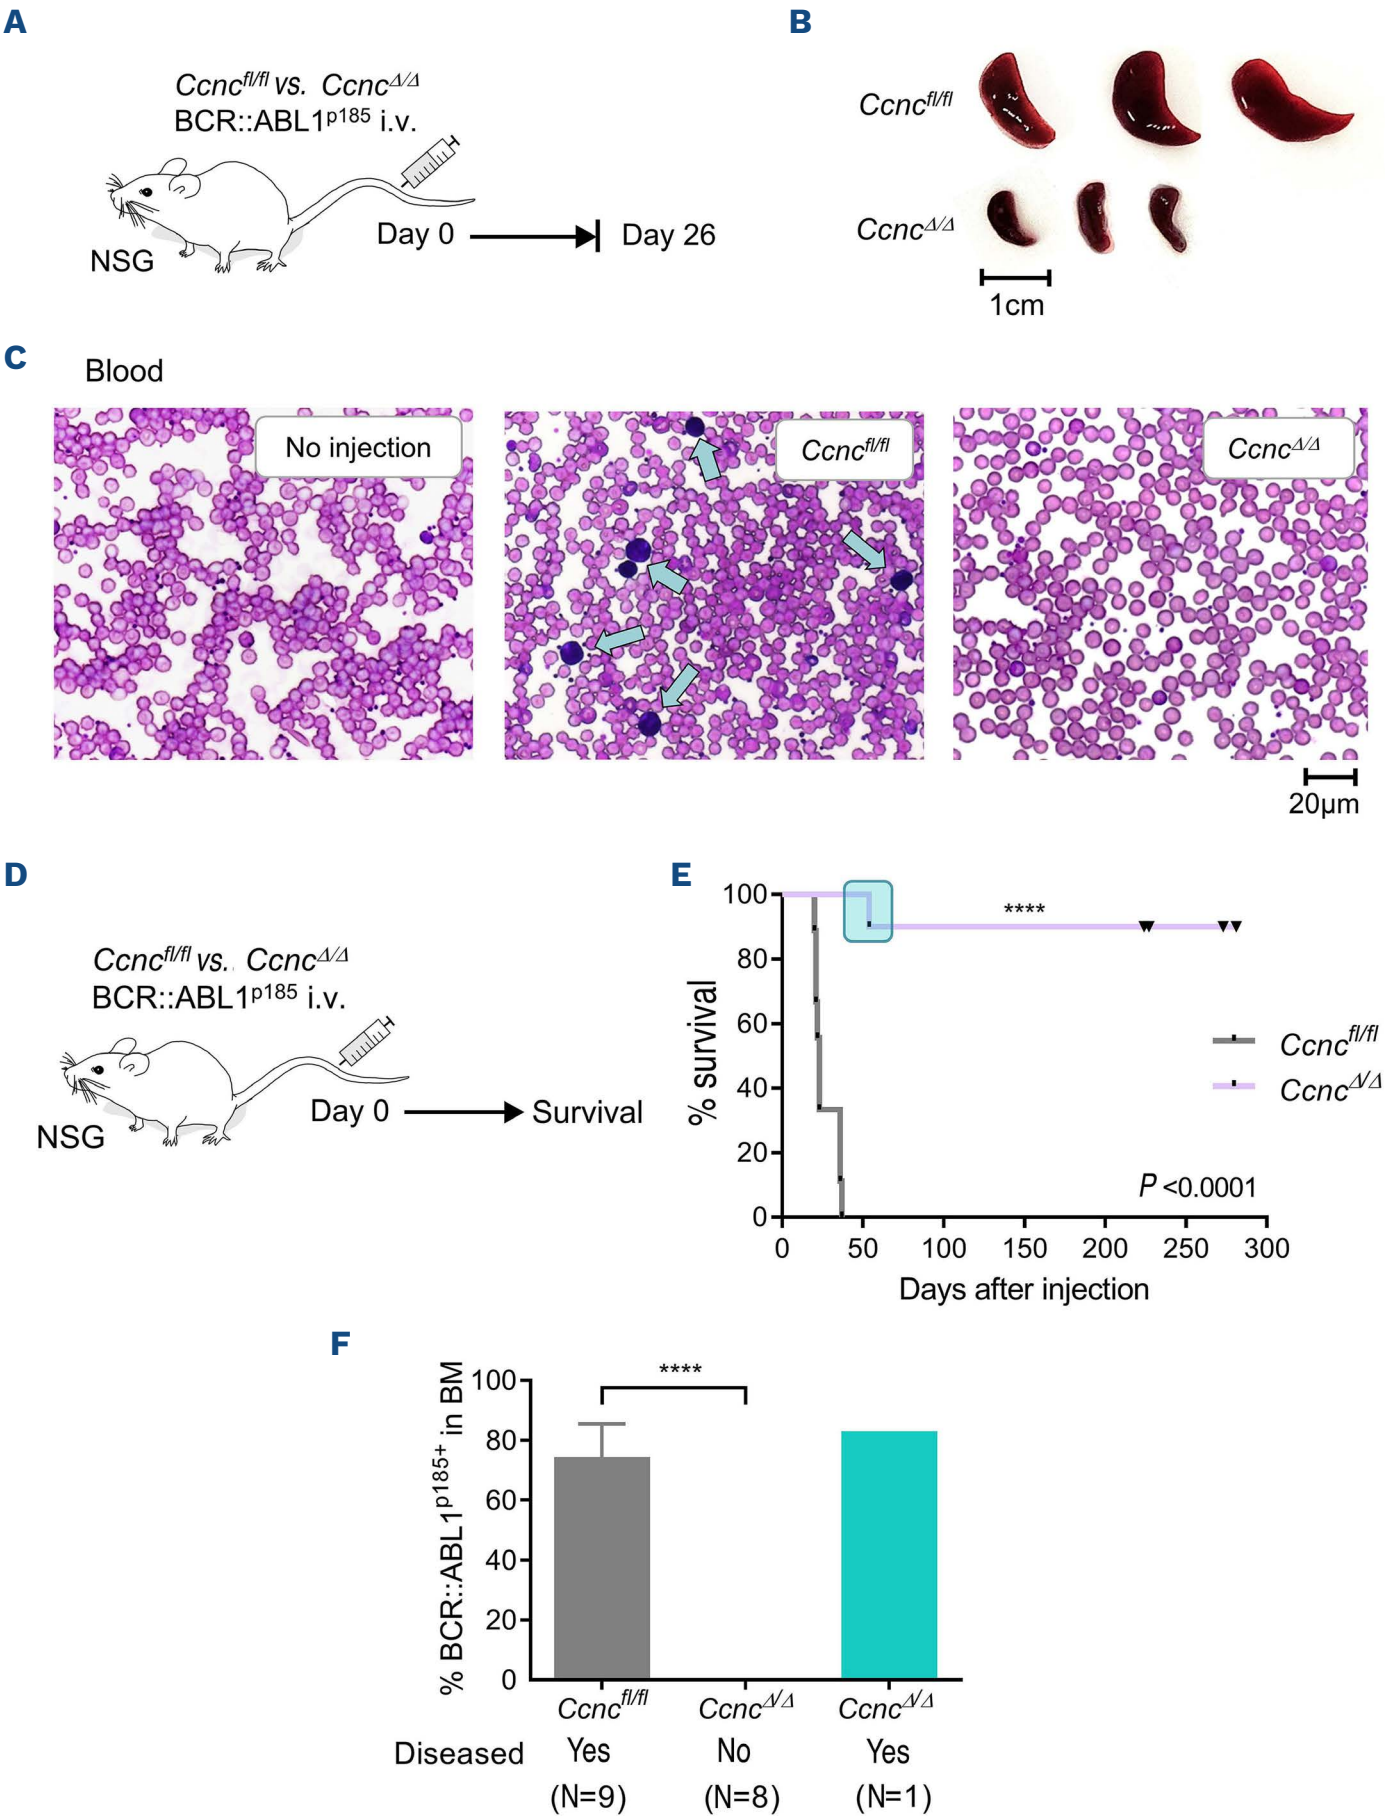 A
Ccnc^fl/fl vs. Ccnc^Δ/Δ
BCR::ABL1^p185 i.v.
NSG
Day 0
Day 26
B
Ccnc^fl/fl
Ccnc^Δ/Δ
1cm
C
Blood
No injection
Ccnc^fl/fl
Ccnc^Δ/Δ
20µm
D
Ccnc^fl/fl vs. Ccnc^Δ/Δ
BCR::ABL1^p185 i.v.
NSG
Day 0
Survival
E
% survival
100
80
60
40
20
0
****
Ccnc^fl/fl
Ccnc^Δ/Δ
P <0.0001
0 50 100 150 200 250 300
Days after injection
F
% BCR::ABL1^p185+ in BM
100
80
60
40
20
0
****
Ccnc^fl/fl Ccnc^Δ/Δ Ccnc^Δ/Δ
Diseased Yes No Yes
(N=9) (N=8) (N=1)